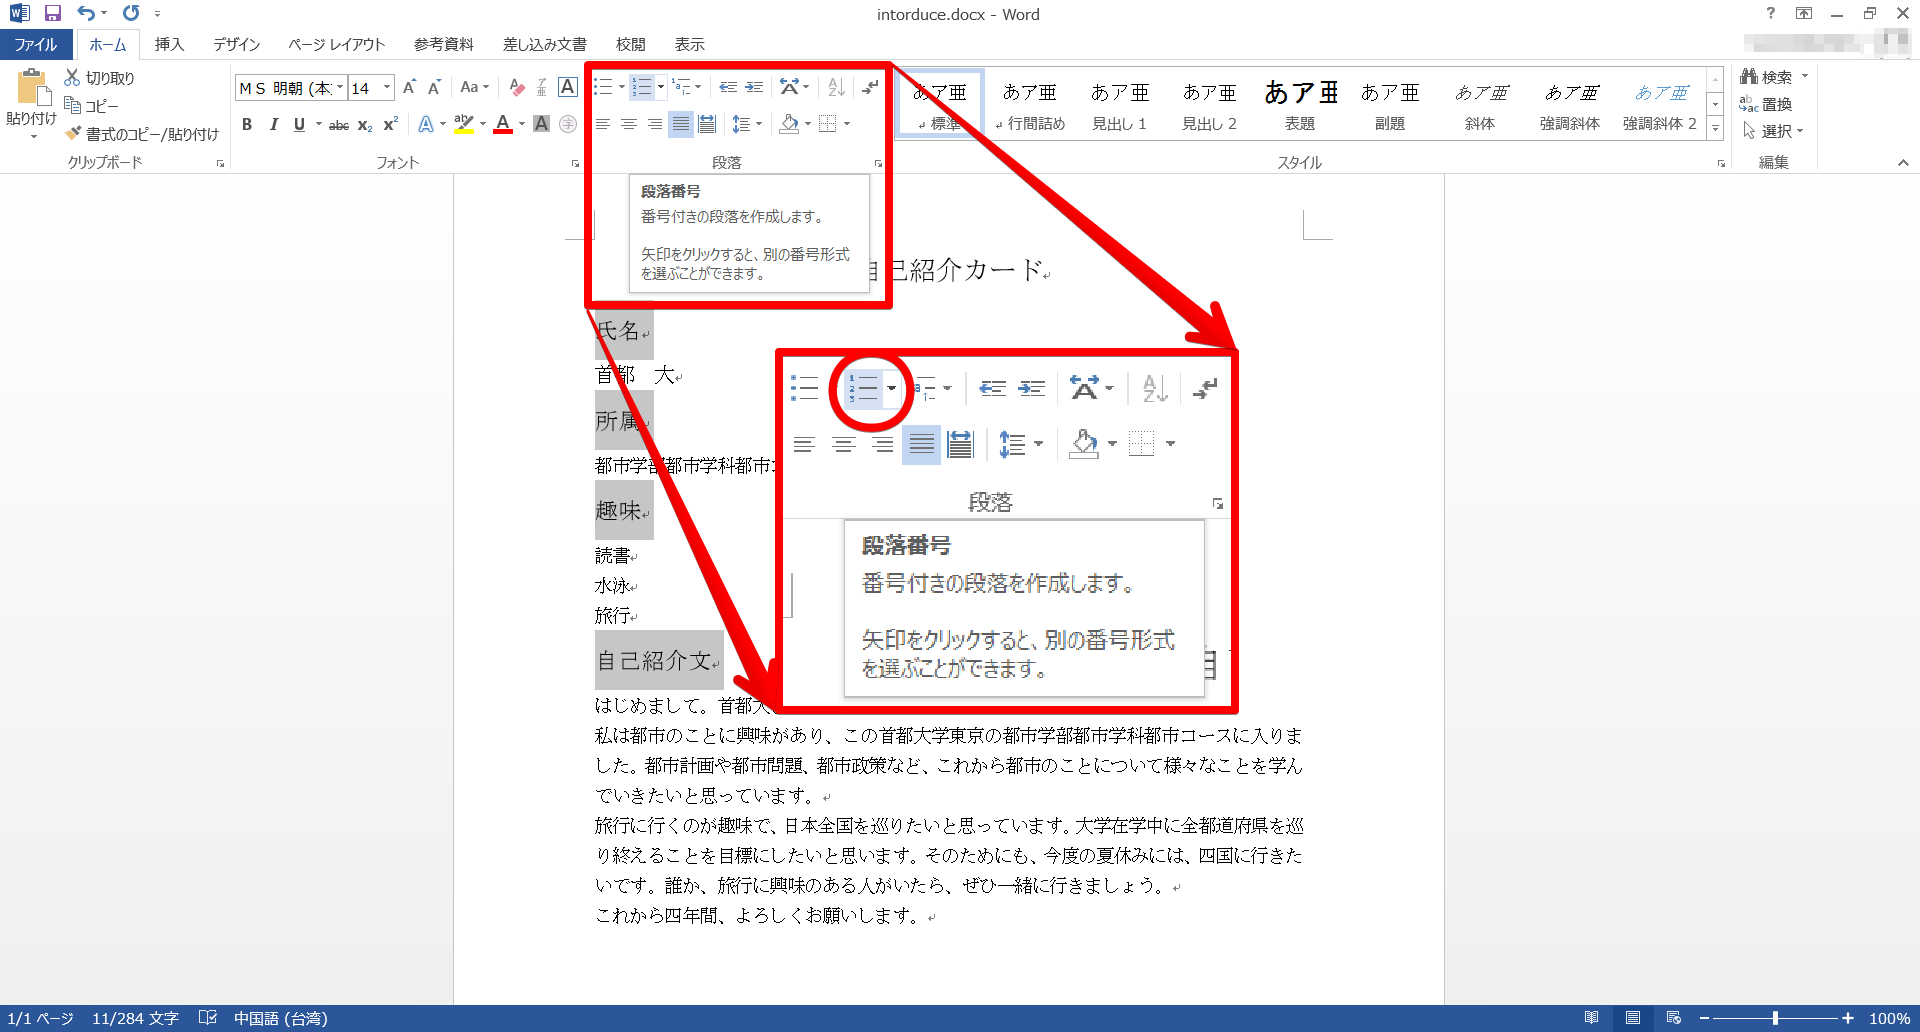 intorduce.docx - Word
ファイル
ホーム
挿入
デザイン
ページ レイアウト
参考資料
差し込み文書
校閲
表示
貼り付け
切り取り
コピー
書式のコピー/貼り付け
クリップボード
ＭＳ 明朝 (本
14
Aa
B I U abc x₂ x²
フォント
段落
あア亜
標準
あア亜
行間詰め
あア亜
見出し 1
あア亜
見出し 2
あア亜
表題
あア亜
副題
あア亜
斜体
あア亜
強調斜体
あア亜
強調斜体 2
スタイル
検索
置換
選択
編集
段落番号
番号付きの段落を作成します。
矢印をクリックすると、別の番号形式
を選ぶことができます。
自己紹介カード
氏名
首都　大
所属
都市学部都市学科都市コ
趣味
読書
水泳
旅行
自己紹介文
はじめまして。首都大
私は都市のことに興味があり、この首都大学東京の都市学部都市学科都市コースに入りま
した。都市計画や都市問題、都市政策など、これから都市のことについて様々なことを学ん
でいきたいと思っています。
旅行に行くのが趣味で、日本全国を巡りたいと思っています。大学在学中に全都道府県を巡
り終えることを目標にしたいと思います。そのためにも、今度の夏休みには、四国に行きた
いです。誰か、旅行に興味のある人がいたら、ぜひ一緒に行きましょう。
これから四年間、よろしくお願いします。
段落
段落番号
番号付きの段落を作成します。
矢印をクリックすると、別の番号形式
を選ぶことができます。
1/1 ページ
11/284 文字
中国語 (台湾)
100%